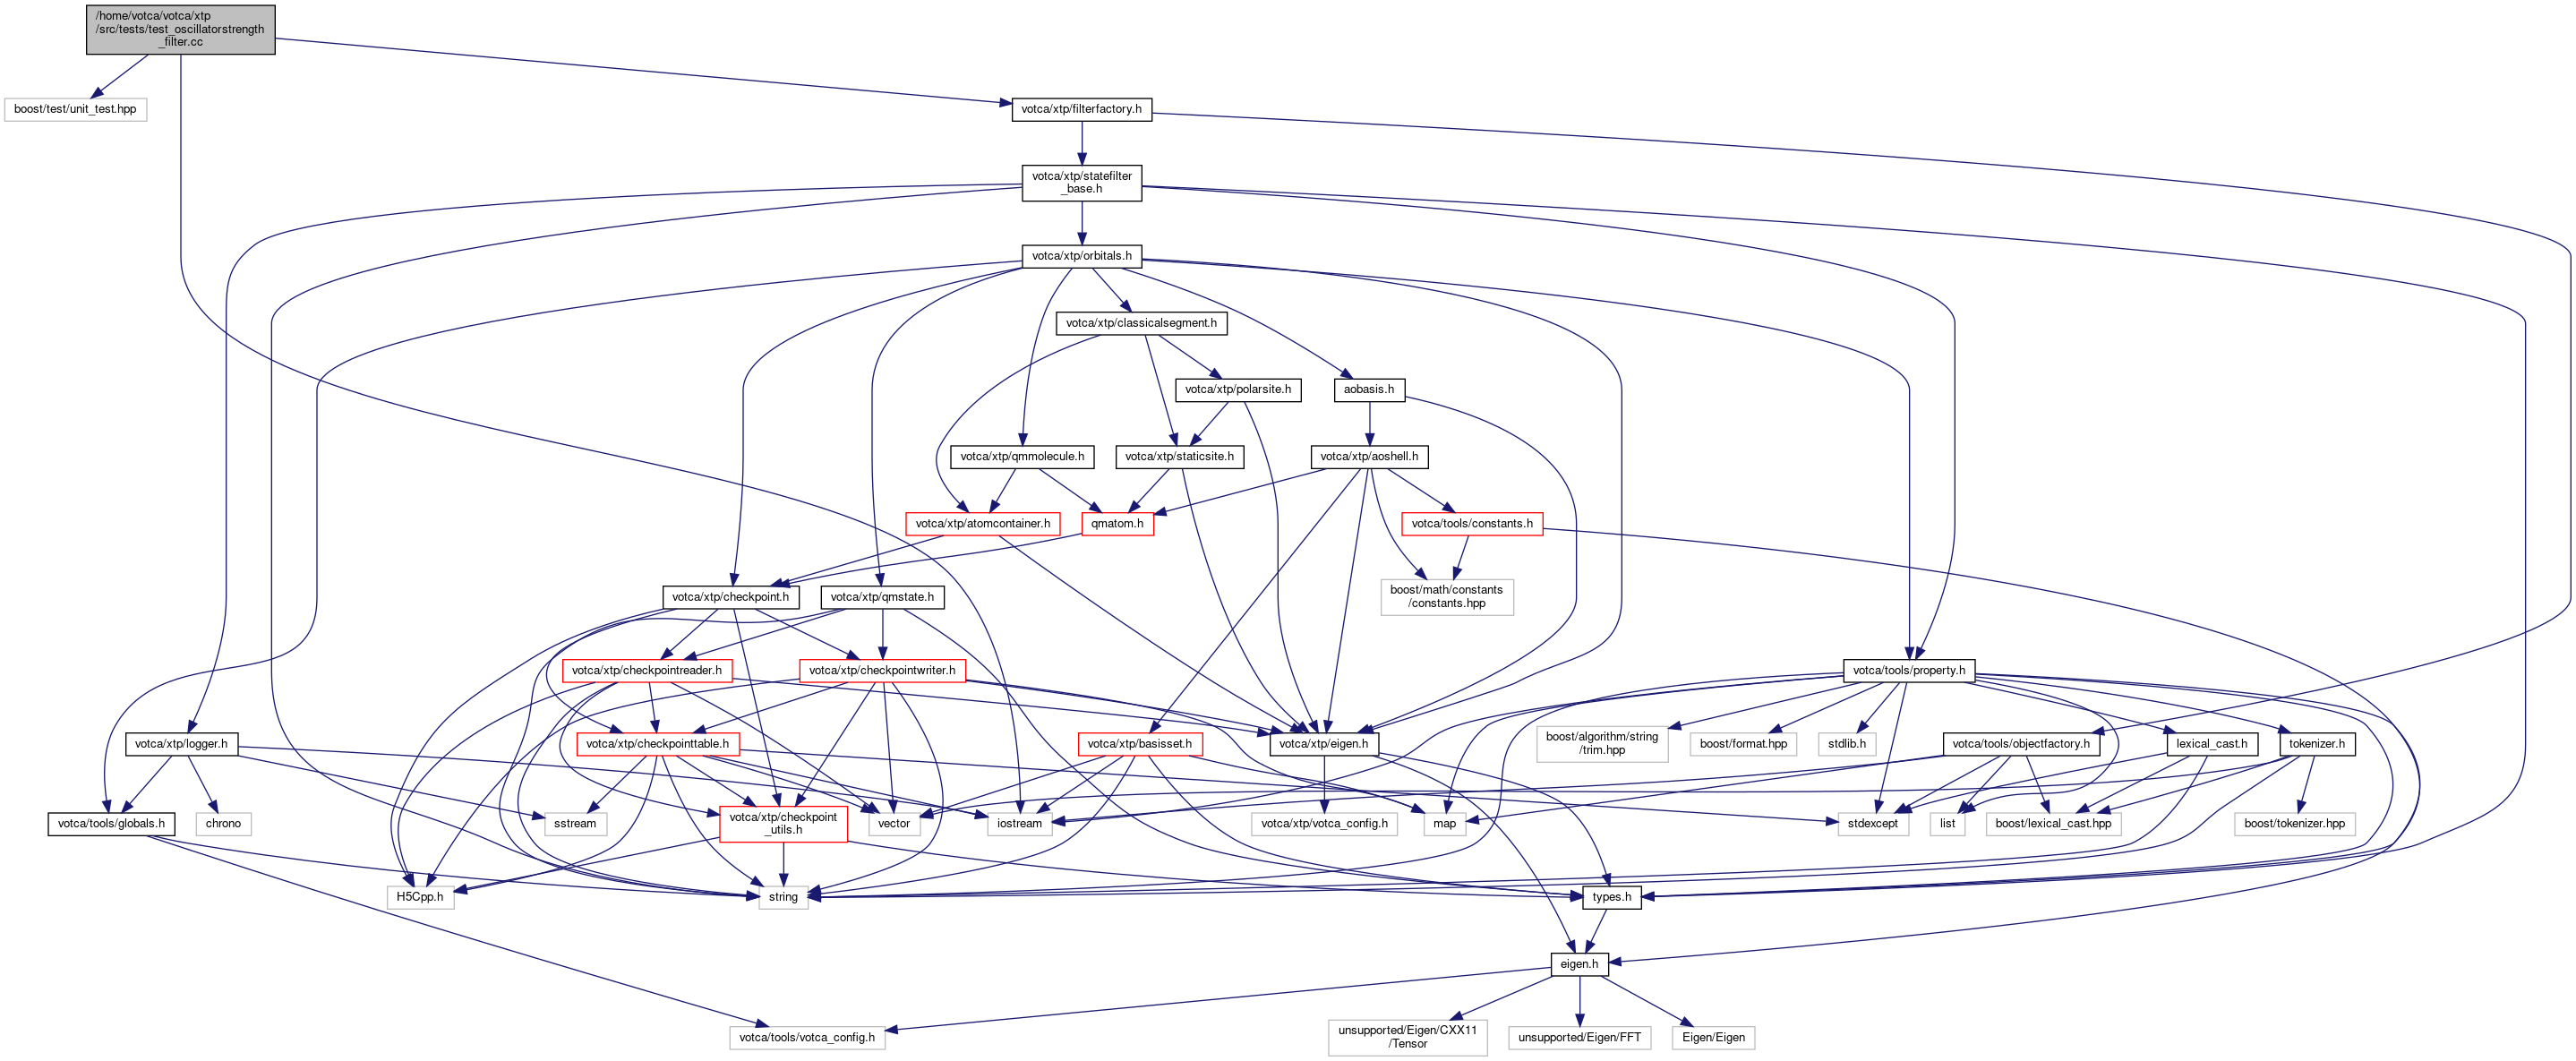 /home/votca/votca/xtp
/src/tests/test_oscillatorstrength
_filter.cc
boost/test/unit_test.hpp
votca/xtp/filterfactory.h
votca/xtp/statefilter
_base.h
votca/xtp/orbitals.h
votca/xtp/classicalsegment.h
votca/xtp/polarsite.h
aobasis.h
votca/xtp/qmmolecule.h
votca/xtp/staticsite.h
votca/xtp/aoshell.h
votca/xtp/atomcontainer.h
qmatom.h
votca/tools/constants.h
votca/xtp/checkpoint.h
votca/xtp/qmstate.h
boost/math/constants
/constants.hpp
votca/xtp/checkpointreader.h
votca/xtp/checkpointwriter.h
votca/tools/property.h
votca/xtp/logger.h
votca/xtp/checkpointtable.h
votca/xtp/basisset.h
votca/xtp/eigen.h
boost/algorithm/string
/trim.hpp
boost/format.hpp
stdlib.h
votca/tools/objectfactory.h
lexical_cast.h
tokenizer.h
votca/tools/globals.h
chrono
sstream
votca/xtp/checkpoint
_utils.h
vector
iostream
votca/xtp/votca_config.h
map
stdexcept
list
boost/lexical_cast.hpp
boost/tokenizer.hpp
H5Cpp.h
string
types.h
eigen.h
votca/tools/votca_config.h
unsupported/Eigen/CXX11
/Tensor
unsupported/Eigen/FFT
Eigen/Eigen